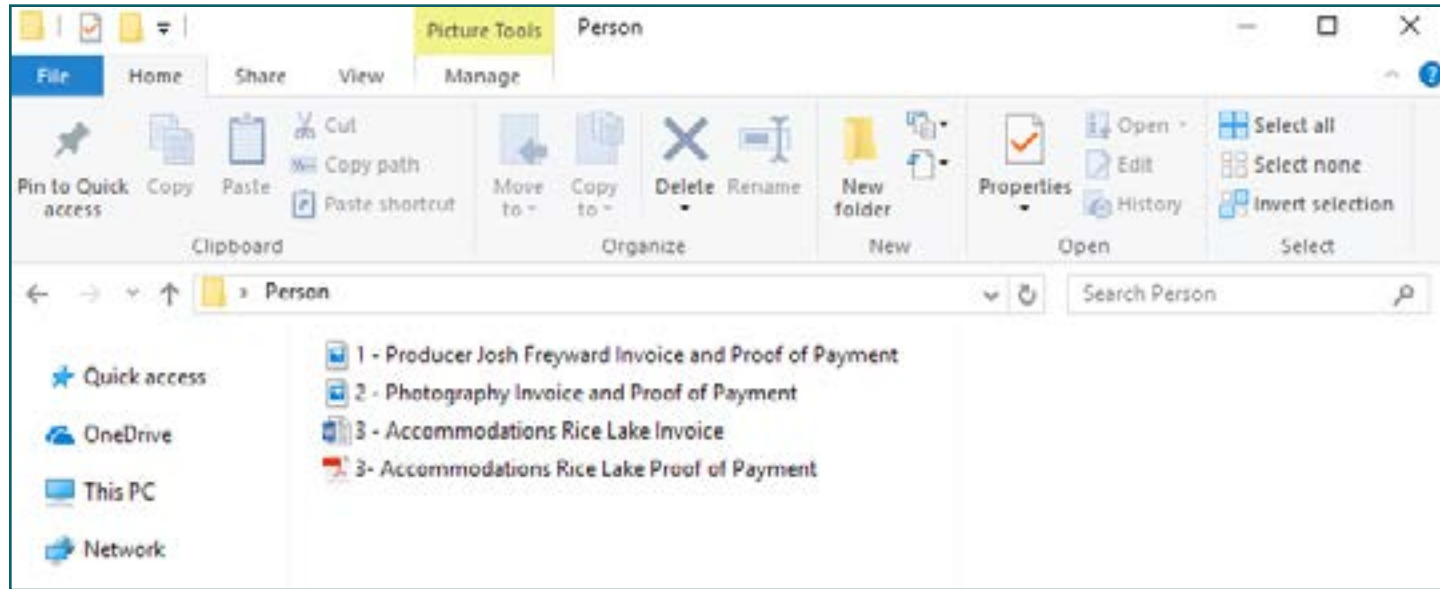 Picture Tools Person
File Home Share View Manage
Pin to Quick access
Copy
Paste
Cut
Copy path
Paste shortcut
Clipboard
Move to
Copy to
Delete
Rename
Organize
New folder
New
Properties
Open
Edit
History
Open
Select all
Select none
Invert selection
Select
Person
Search Person
Quick access
OneDrive
This PC
Network
1 - Producer Josh Freyward Invoice and Proof of Payment
2 - Photography Invoice and Proof of Payment
3 - Accommodations Rice Lake Invoice
3- Accommodations Rice Lake Proof of Payment